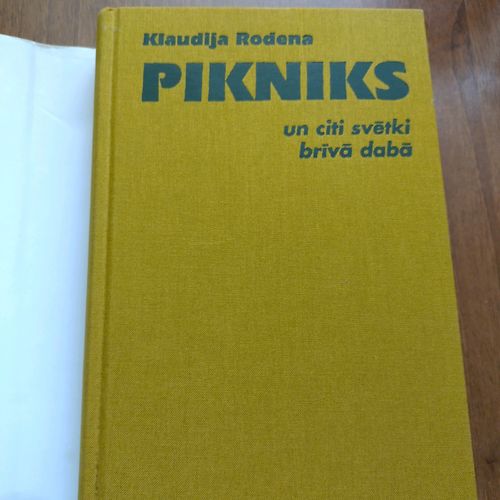 Klaudija Rodena
PIKNIKS
un citi svētki
brīvā dabā